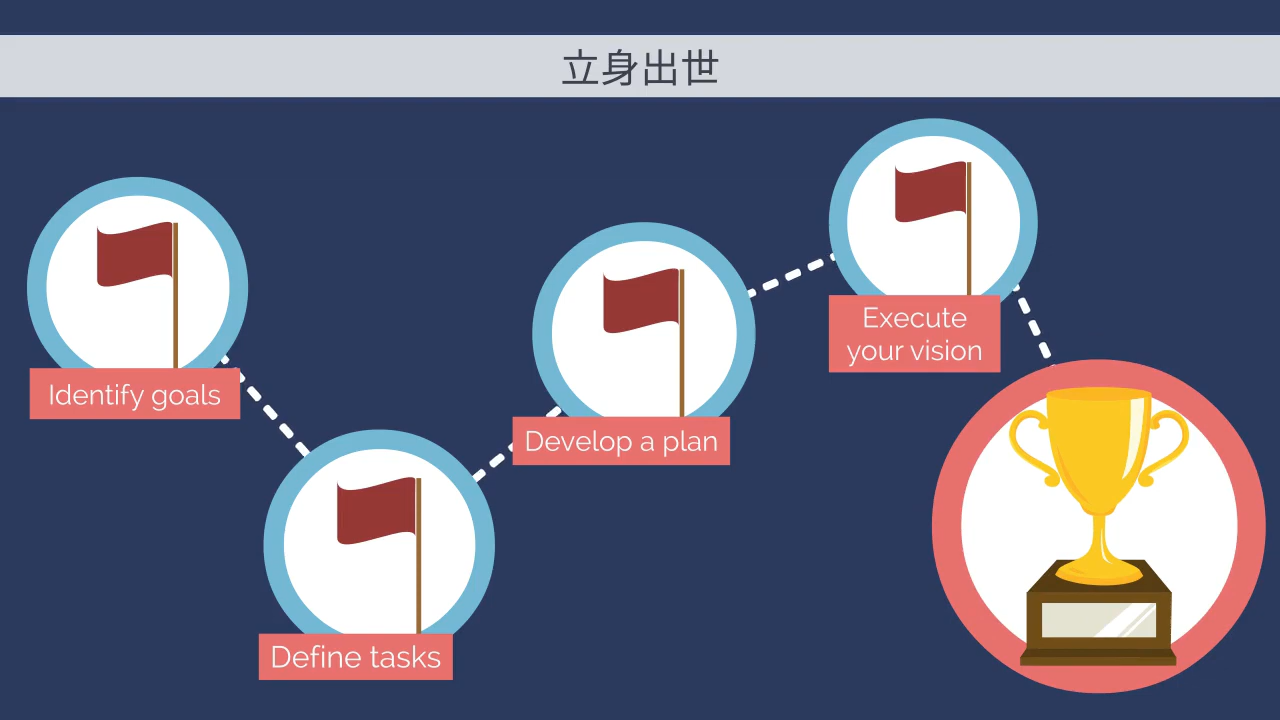 立身出世
Identify goals
Define tasks
Develop a plan
Execute
your vision